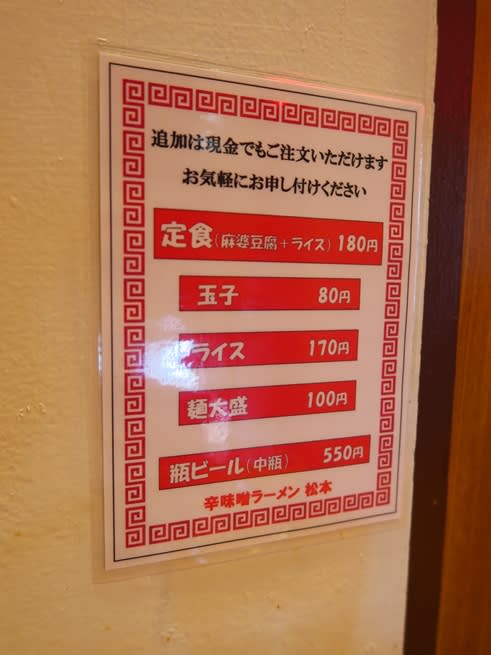 追加は現金でもご注文いただけます
お気軽にお申し付けください
定食(麻婆豆腐+ライス) 180円
玉子 80円
ライス 170円
麺大盛 100円
瓶ビール(中瓶) 550円
辛味噌ラーメン 松本